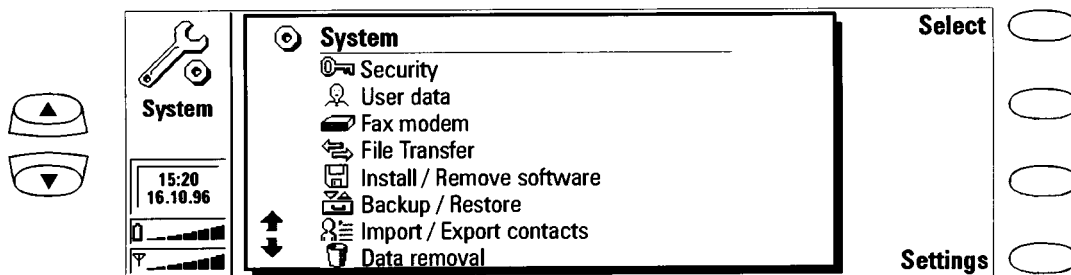 System
15:20
16.10.96
System
Security
User data
Fax modem
File Transfer
Install / Remove software
Backup / Restore
Import / Export contacts
Data removal
Select
Settings